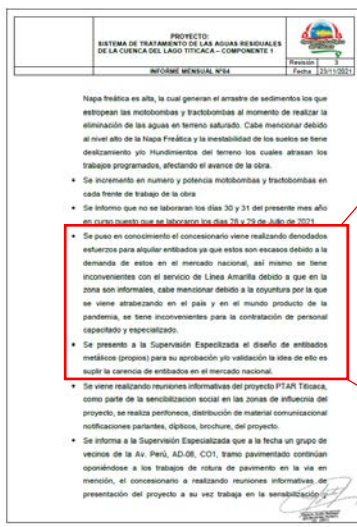 PROYECTO:
SISTEMA DE TRATAMIENTO DE LAS AGUAS RESIDUALES
DE LA CUENCA DEL LAGO TITICACA – COMPONENTE 1
INFORME MENSUAL N°04
Revisión 3
Fecha 23/11/2021
Napa freática es alta, la cual generan el arrastre de sedimentos los que
estropean las motobombas y tractobombas al momento de realizar la
eliminación de las aguas en terreno saturado. Cabe mencionar debido
al nivel alto de la Napa Freática y la inestabilidad de los suelos se tiene
deslizamiento y/o Hundimientos del terreno los cuales atrasan los
trabajos programados, afectando el avance de la obra.
• Se incremento en numero y potencia motobombas y tractobombas en
cada frente de trabajo de la obra
• Se Informo que no se laboraran los días 30 y 31 del presente mes año
en curso puesto que se laboraron los días 28 y 29 de Julio de 2021
• Se puso en conocimiento el concesionario viene realizando denodados
esfuerzos para alquilar entibados ya que estos son escasos debido a la
demanda de estos en el mercado nacional, así mismo se tiene
inconvenientes con el servicio de Línea Amarilla debido a que en la
zona son informales, cabe mencionar debido a la coyuntura por la que
se viene atrabezando en el país y en el mundo producto de la
pandemia, se tiene inconvenientes para la contratación de personal
capacitado y especializado.
• Se presento a la Supervisión Especilizada el diseño de entibados
metálicos (propios) para su aprobación y/o validación la idea de ello es
suplir la carencia de entibados en el mercado nacional.
• Se viene realizando reuniones informativas del proyecto PTAR Titicaca,
como parte de la sencibilizacion social en las zonas de influecnia del
proyecto, se realiza perifoneos, distribución de material comunicacional
notificaciones parlantes, dípticos, brochure, del proyecto.
• Se informa a la Supervisión Especializada que a la fecha un grupo de
vecinos de la Av. Perú, AD-08, CO1, tramo pavimentado continúan
oponiéndose a los trabajos de rotura de pavimento en la via en
mención, el concesionario a realizando reuniones informativas de
presentación del proyecto a su vez trabaja en la sensibilización y